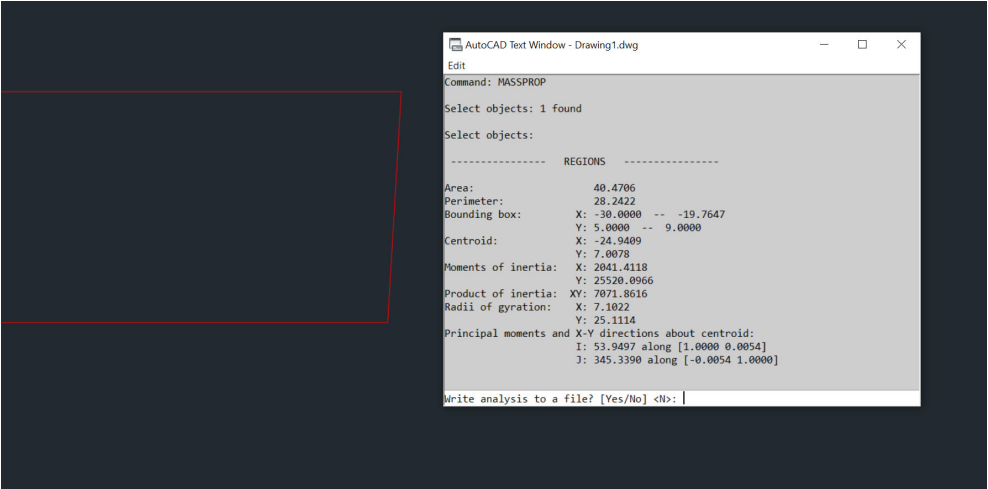 AutoCAD Text Window - Drawing1.dwg
Edit
Command: MASSPROP
Select objects: 1 found
Select objects:
--------------- REGIONS ---------------
Area: 40.4706
Perimeter: 28.2422
Bounding box: X: -30.0000 -- -19.7647
Y: 5.0000 -- 9.0000
Centroid: X: -24.9409
Y: 7.0078
Moments of inertia: X: 2041.4118
Y: 25520.0966
Product of inertia: XY: 7071.8616
Radii of gyration: X: 7.1022
Y: 25.1114
Principal moments and X-Y directions about centroid:
I: 53.9497 along [1.0000 0.0054]
J: 345.3390 along [-0.0054 1.0000]
Write analysis to a file? [Yes/No] <N>: